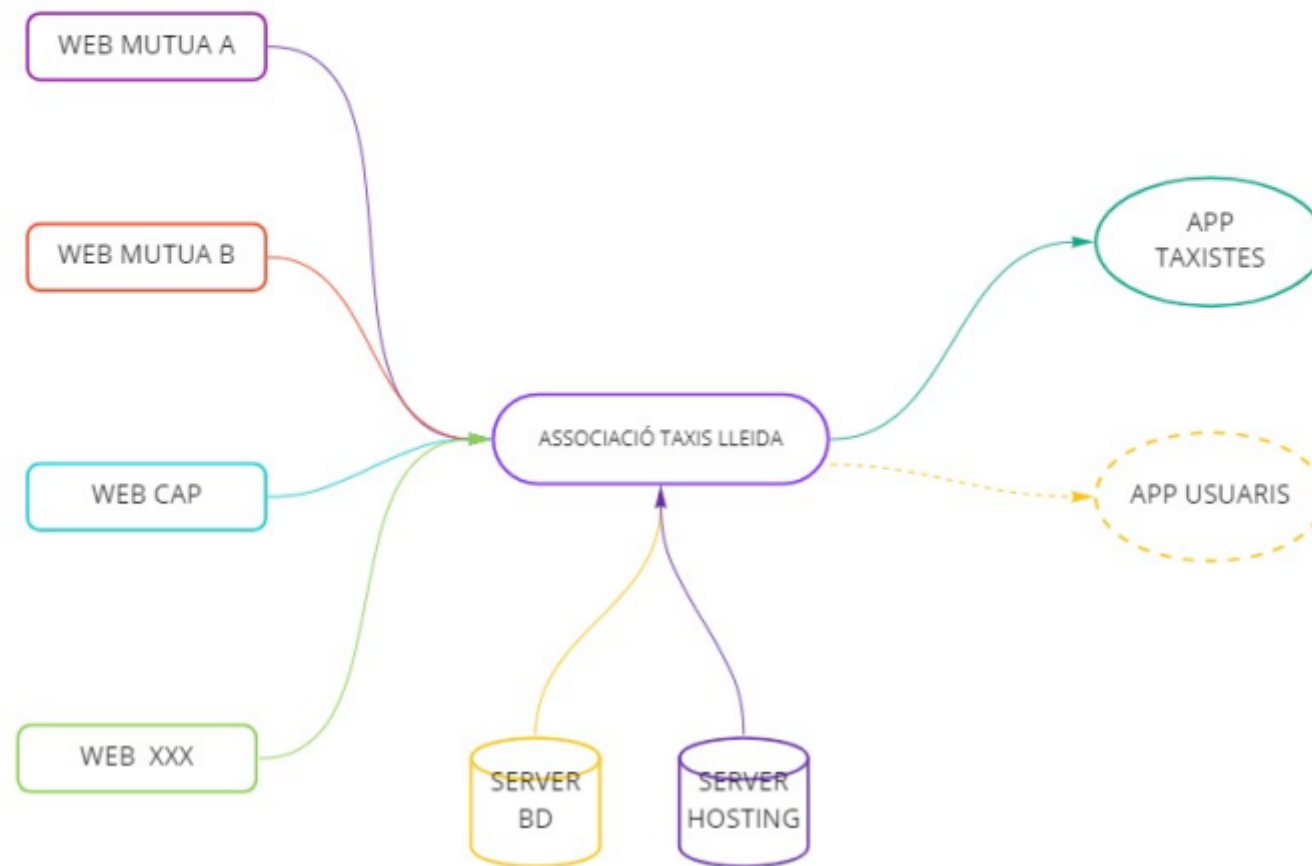 WEB MUTUA A
WEB MUTUA B
APP
TAXISTES
ASSOCIACIÓ TAXIS LLEIDA
WEB CAP
APP USUARIS
WEB XXX
SERVER
BD
SERVER
HOSTING